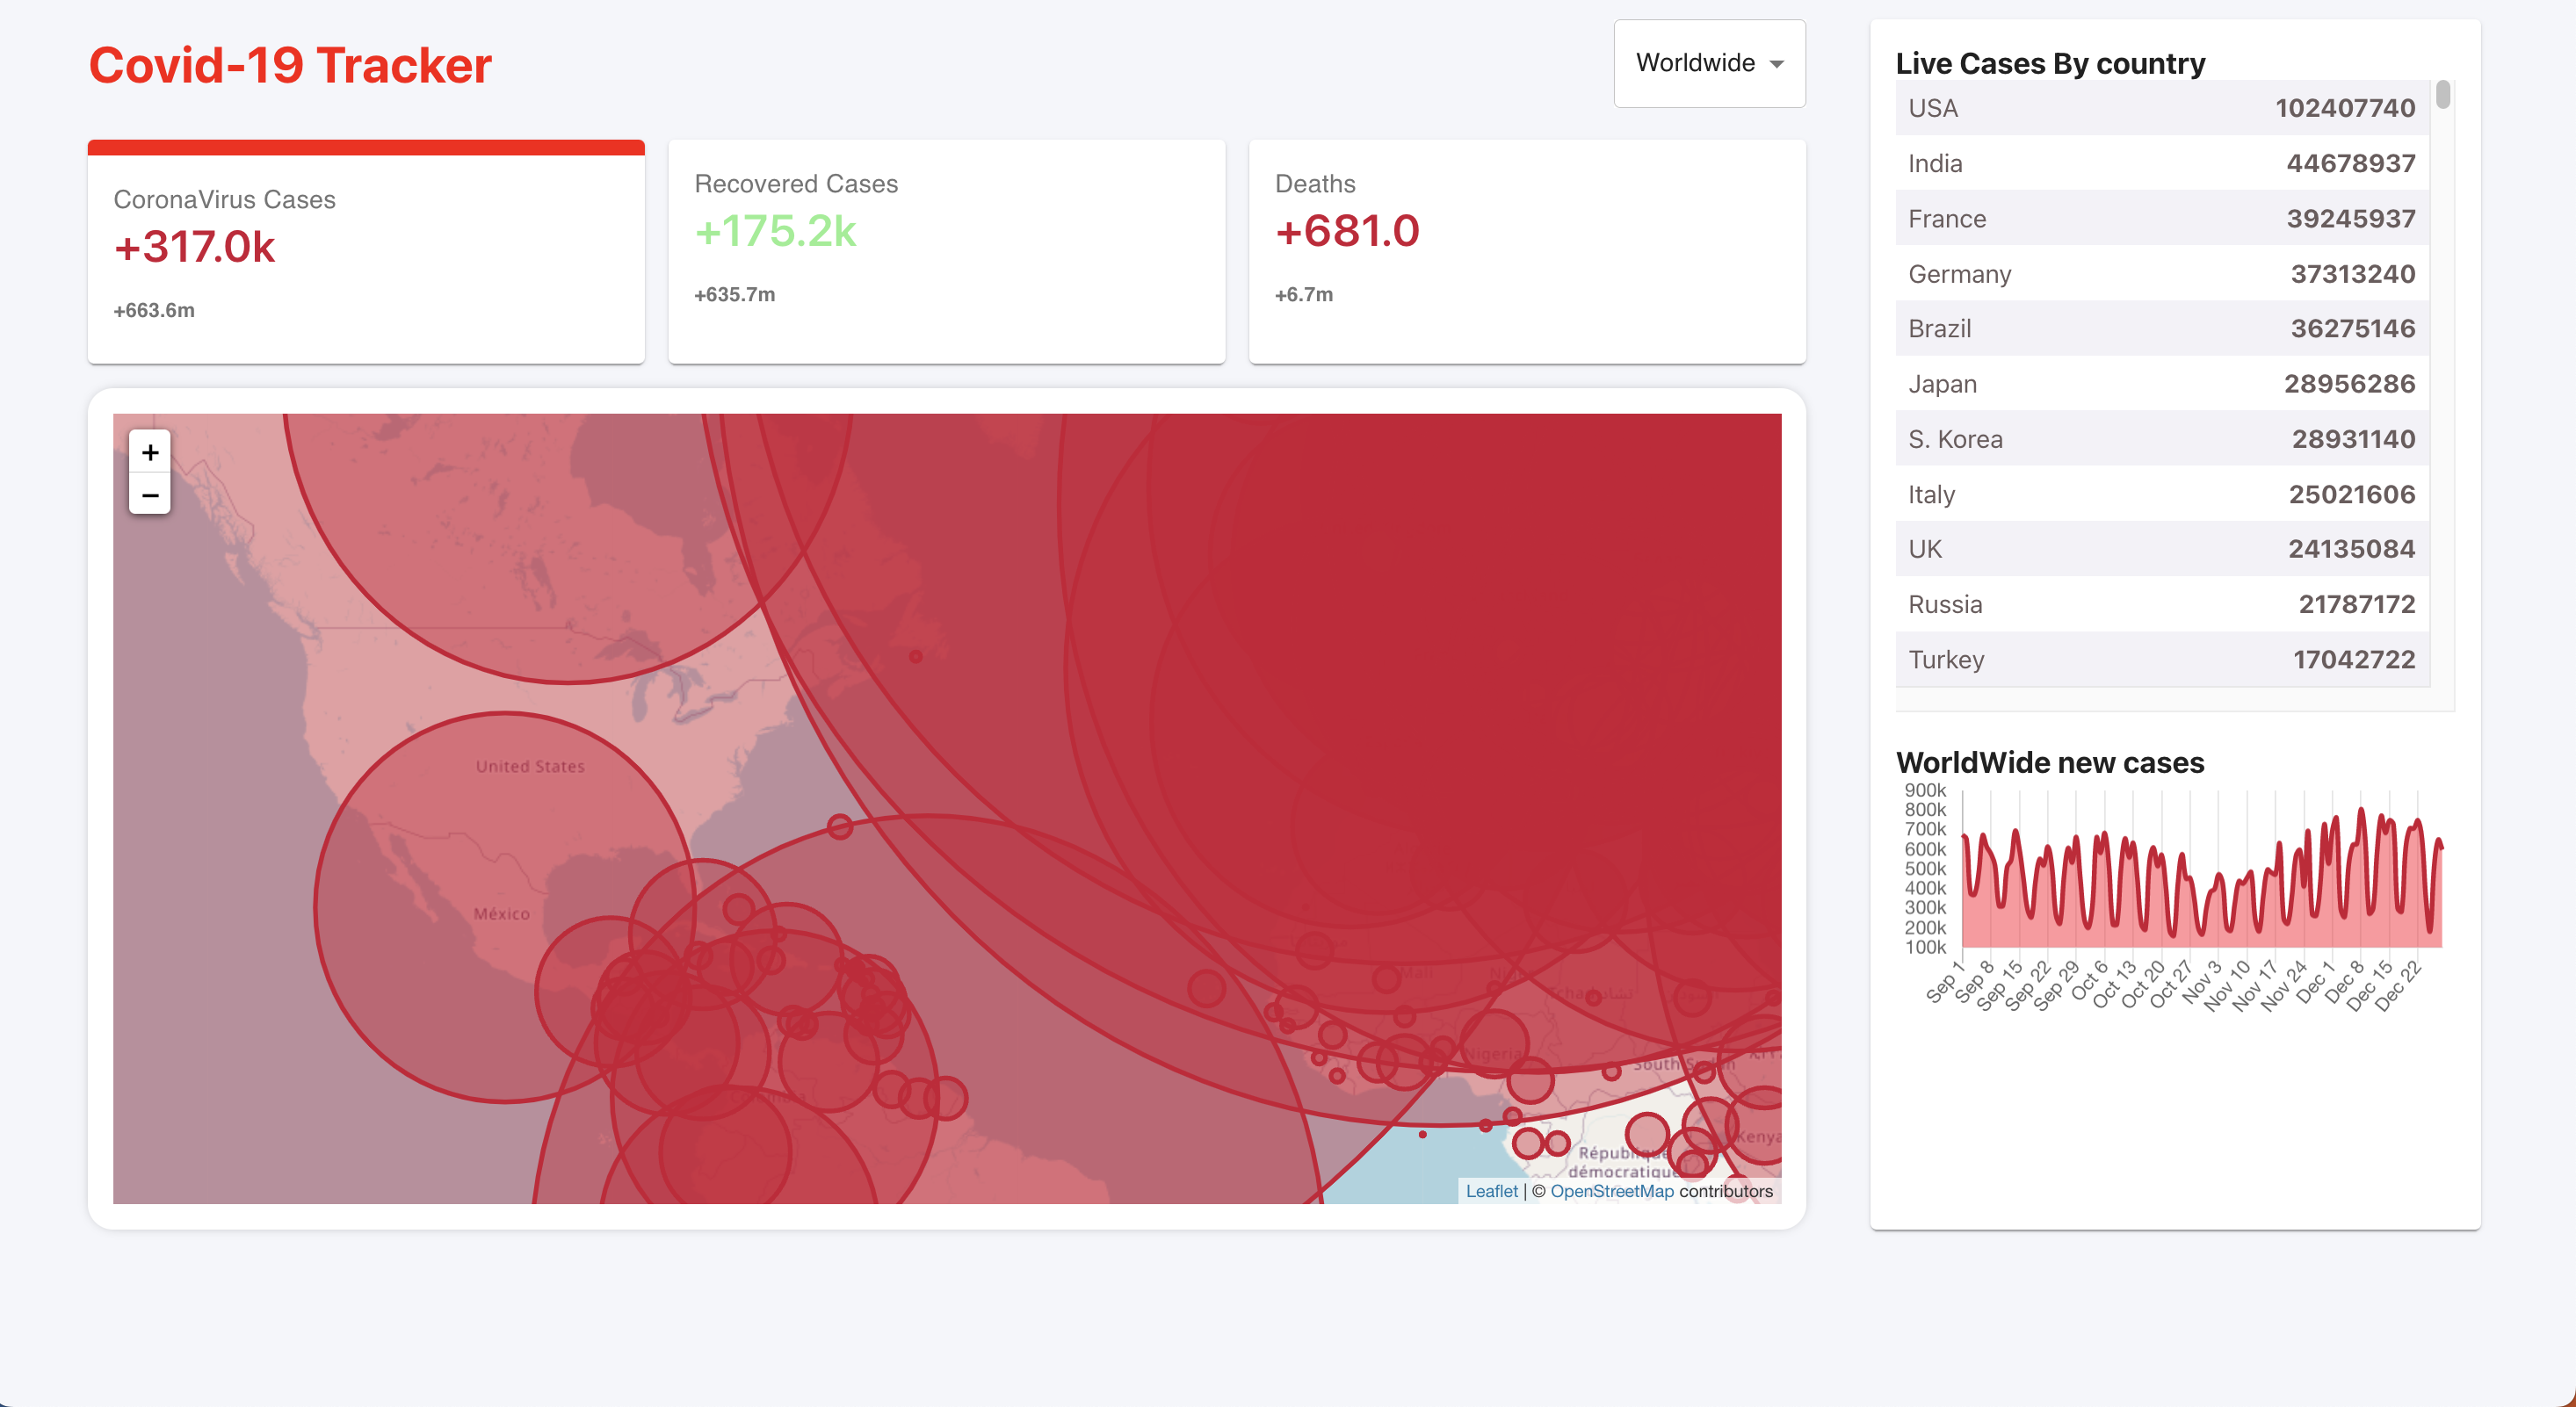 Covid-19 Tracker
Worldwide
CoronaVirus Cases
+317.0k
+663.6m
Recovered Cases
+175.2k
+635.7m
Deaths
+681.0
+6.7m
+
−
United States
México
Mali
Nigeria
South Sudan
Kenya
République
démocratique
Leaflet | © OpenStreetMap contributors
Live Cases By country
USA 102407740
India 44678937
France 39245937
Germany 37313240
Brazil 36275146
Japan 28956286
S. Korea 28931140
Italy 25021606
UK 24135084
Russia 21787172
Turkey 17042722
WorldWide new cases
900k
800k
700k
600k
500k
400k
300k
200k
100k
Sep 1
Sep 8
Sep 15
Sep 22
Sep 29
Oct 6
Oct 13
Oct 20
Oct 27
Nov 3
Nov 10
Nov 17
Nov 24
Dec 1
Dec 8
Dec 15
Dec 22